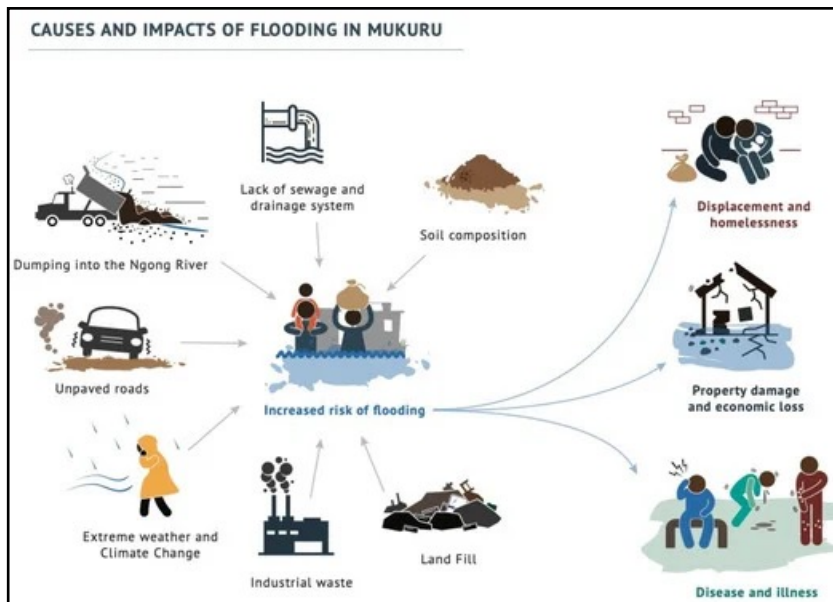 CAUSES AND IMPACTS OF FLOODING IN MUKURU
Lack of sewage and
drainage system
Soil composition
Dumping into the Ngong River
Unpaved roads
Extreme weather and
Climate Change
Industrial waste
Land Fill
Increased risk of flooding
Displacement and
homelessness
Property damage
and economic loss
Disease and illness